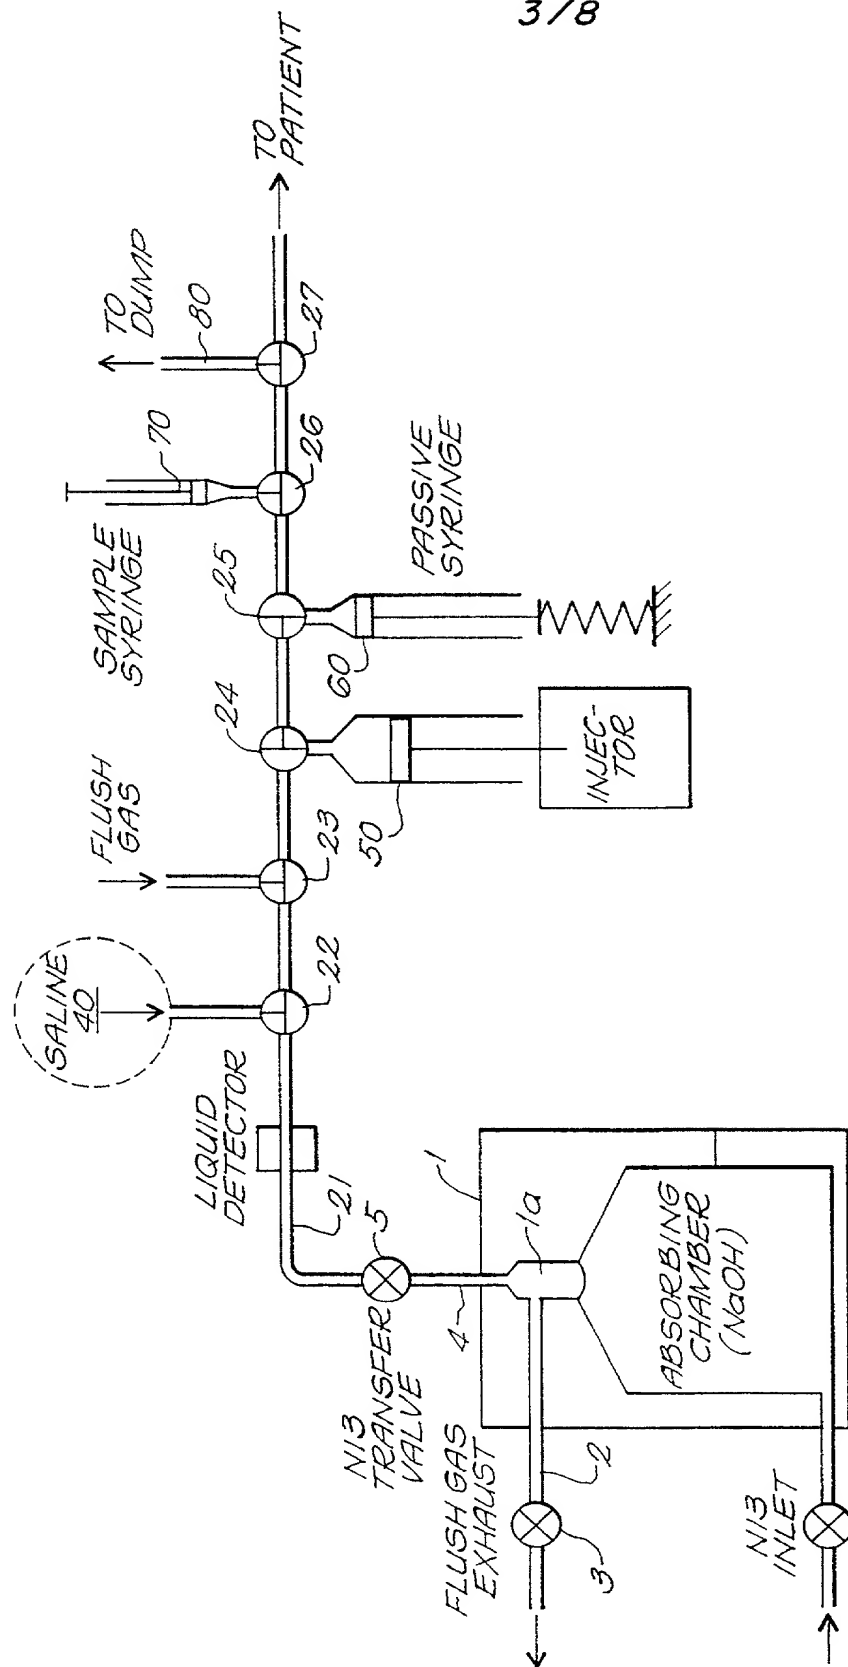 3/8
TO
PATIENT
TO
DUMP
80
27
70
26
SAMPLE
SYRINGE
25
PASSIVE
SYRINGE
60
24
FLUSH
GAS
INJEC-
TOR
50
23
SALINE
40
22
LIQUID
DETECTOR
21
5
N13
TRANSFER
VALVE
4
1
1a
ABSORBING
CHAMBER
(NaOH)
FLUSH GAS
EXHAUST
2
3
N13
INLET